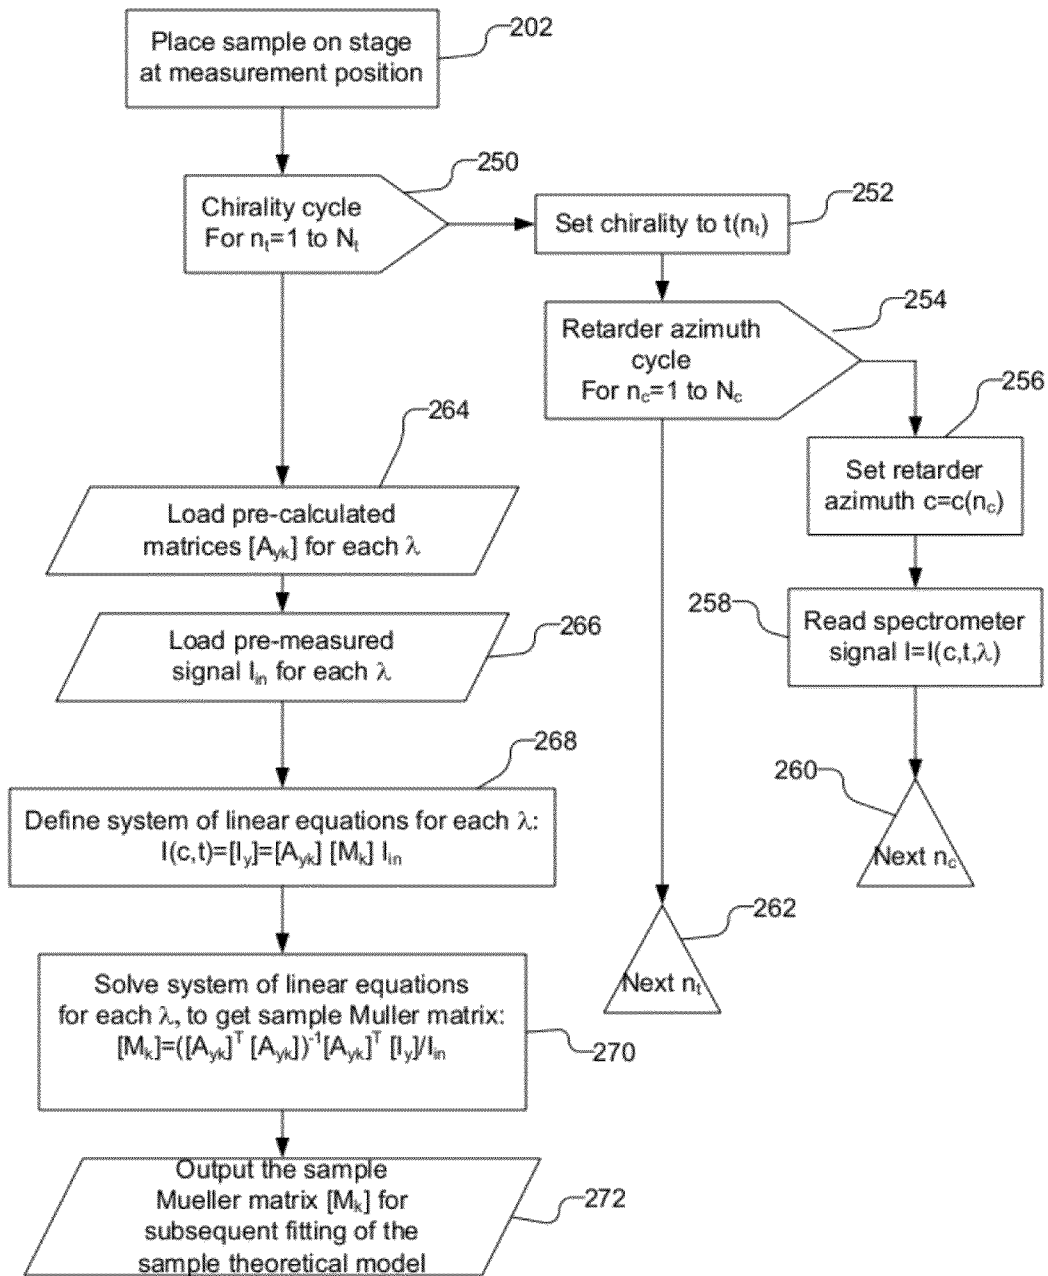 Place sample on stage
at measurement position
202
Chirality cycle
For nt=1 to Nt
250
Set chirality to t(nt)
252
Retarder azimuth
cycle
For nc=1 to Nc
254
Set retarder
azimuth c=c(nc)
256
Read spectrometer
signal I=I(c,t,λ)
258
Next nc
260
Next nt
262
Load pre-calculated
matrices [Ayk] for each λ
264
Load pre-measured
signal Iin for each λ
266
Define system of linear equations for each λ:
I(c,t)=[Iy]=[Ayk] [Mk] Iin
268
Solve system of linear equations
for each λ, to get sample Muller matrix:
[Mk]=([Ayk]ᵀ [Ayk])⁻¹[Ayk]ᵀ [Iy]/Iin
270
Output the sample
Mueller matrix [Mk] for
subsequent fitting of the
sample theoretical model
272